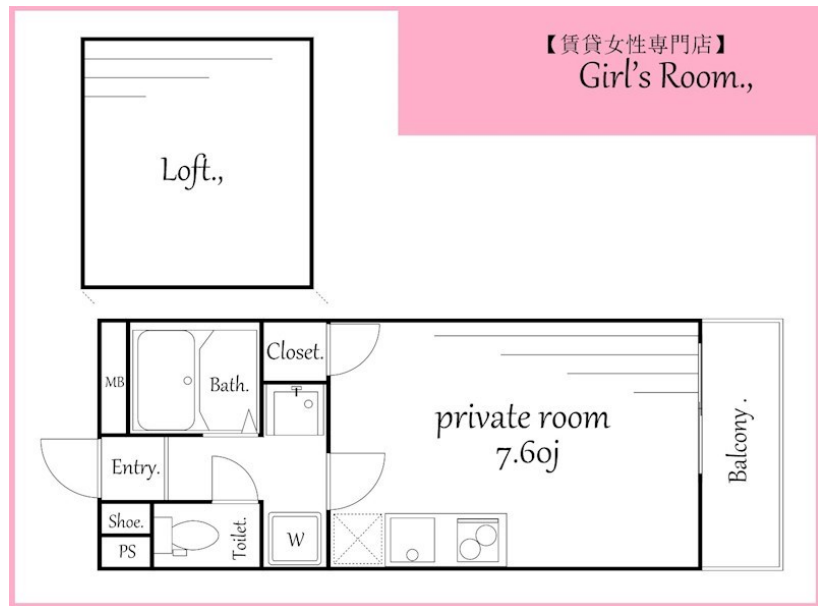 【賃貸女性専門店】
Girl's Room.,
Loft.,
MB
Bath.
Closet.
private room
7.60j
Balcony .
Entry.
Shoe.
PS
Toilet.
W